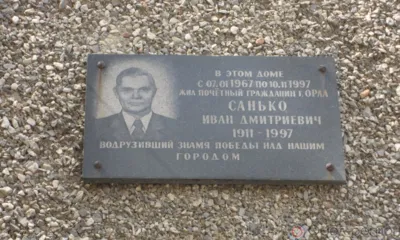 В ЭТОМ ДОМЕ
С 07.01 1967 ПО 10.11 1997
ЖИЛ ПОЧЁТНЫЙ ГРАЖДАНИН Г. ОРЛА
САНЬКО
ИВАН ДМИТРИЕВИЧ
1911 - 1997
ВОДРУЗИВШИЙ ЗНАМЯ ПОБЕДЫ НАД НАШИМ
ГОРОДОМ